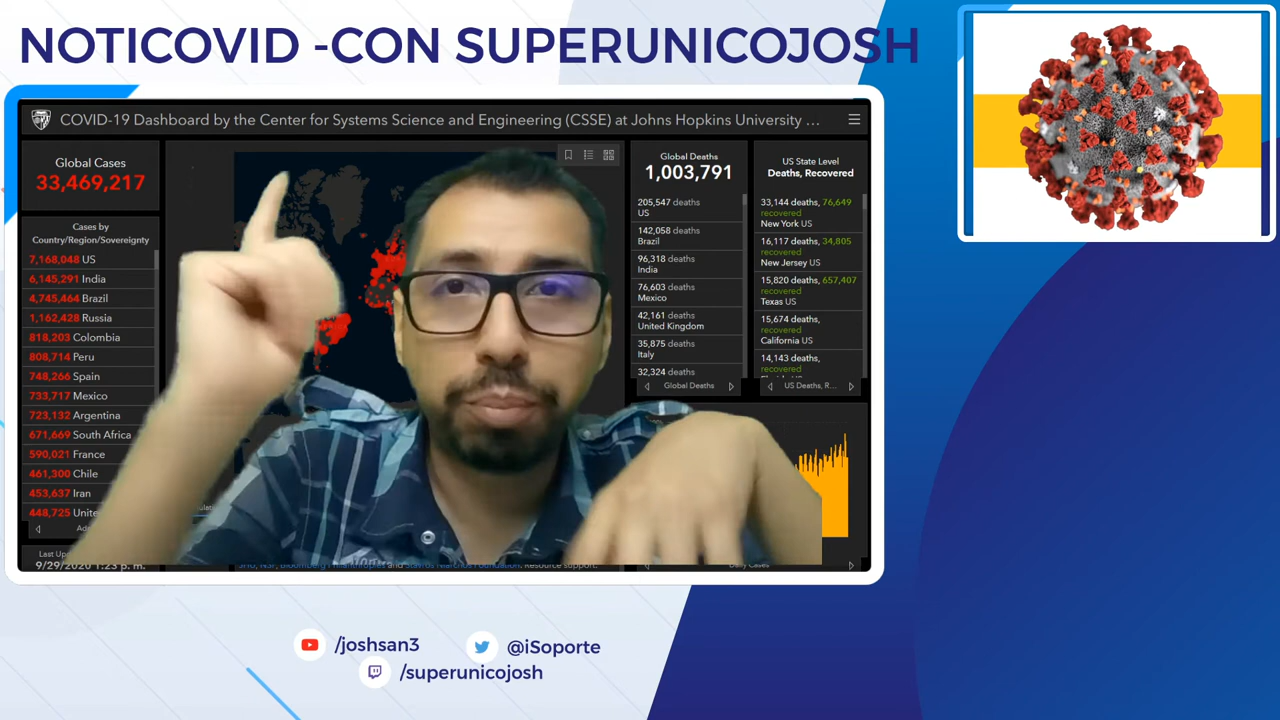 NOTICOVID -CON SUPERUNICOJOSH
COVID-19 Dashboard by the Center for Systems Science and Engineering (CSSE) at Johns Hopkins University ...
Global Cases
33,469,217
Cases by
Country/Region/Sovereignty
7,168,048 US
6,145,291 India
4,745,464 Brazil
1,162,428 Russia
818,203 Colombia
808,714 Peru
748,266 Spain
733,717 Mexico
723,132 Argentina
671,669 South Africa
590,021 France
461,300 Chile
453,637 Iran
448,725
9/29/2020 1:23 p. m.
Global Deaths
1,003,791
205,547 deaths
US
142,058 deaths
Brazil
96,318 deaths
India
76,603 deaths
Mexico
42,161 deaths
United Kingdom
35,875 deaths
Italy
32,324 deaths
Global Deaths
US State Level
Deaths, Recovered
33,144 deaths, 76,649
recovered
New York US
16,117 deaths, 34,805
recovered
New Jersey US
15,820 deaths, 657,407
recovered
Texas US
15,674 deaths,
recovered
California US
14,143 deaths,
recovered
US Deaths, R...
Daily Cases
/joshsan3
@iSoporte
/superunicojosh